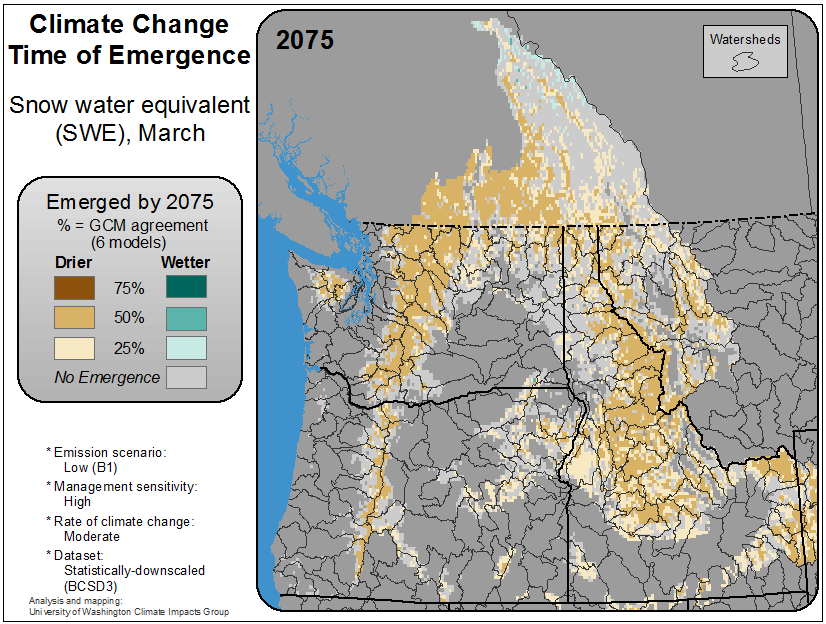 Climate Change
Time of Emergence
Snow water equivalent
(SWE), March
Emerged by 2075
% = GCM agreement
(6 models)
Drier Wetter
75%
50%
25%
No Emergence
* Emission scenario:
Low (B1)
* Management sensitivity:
High
* Rate of climate change:
Moderate
* Dataset:
Statistically-downscaled
(BCSD3)
Analysis and mapping:
University of Washington Climate Impacts Group
2075
Watersheds